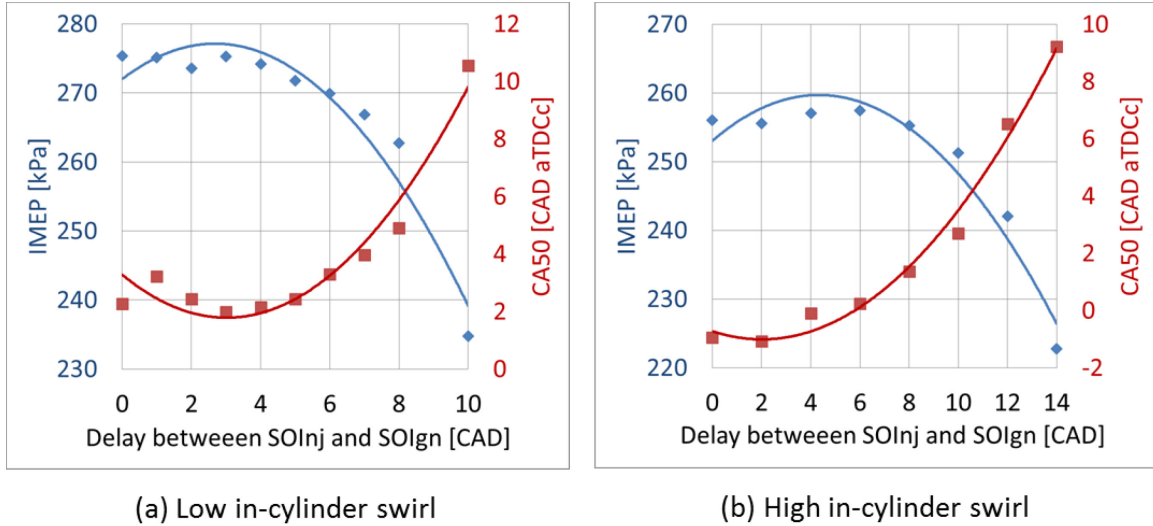 280
270
260
250
240
230
IMEP [kPa]
12
10
8
6
4
2
0
CA50 [CAD aTDCc]
0 2 4 6 8 10
Delay betweeen SOInj and SOIgn [CAD]
(a) Low in-cylinder swirl
270
260
250
240
230
220
IMEP [kPa]
10
8
6
4
2
0
-2
CA50 [CAD aTDCc]
0 2 4 6 8 10 12 14
Delay betweeen SOInj and SOIgn [CAD]
(b) High in-cylinder swirl